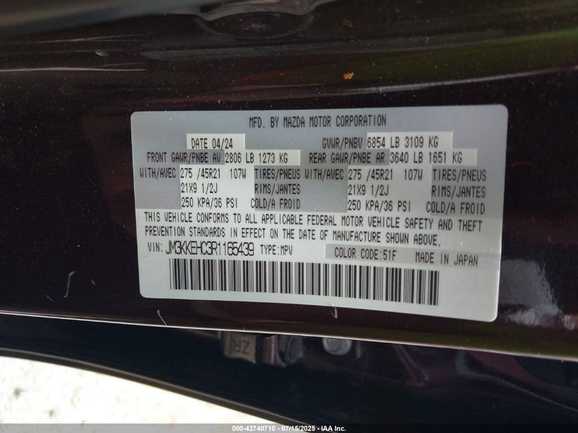 MFD. BY MAZDA MOTOR CORPORATION
DATE 04/24 GVWR/PNBV 6854 LB 3109 KG
FRONT GAWR/PNBE AV 2806 LB 1273 KG REAR GAWR/PNBE AR 3640 LB 1651 KG
WITH/AVEC 275 /45R21 107W TIRES/PNEUS WITH/AVEC 275 /45R21 107W TIRES/PNEUS
21X9 1/2J RIMS/JANTES 21X9 1/2J RIMS/JANTES
250 KPA/36 PSI COLD/A FROID 250 KPA/36 PSI COLD/A FROID
THIS VEHICLE CONFORMS TO ALL APPLICABLE FEDERAL MOTOR VEHICLE SAFETY AND THEFT
PREVENTION STANDARDS IN EFFECT ON THE DATE OF MANUFACTURE SHOWN ABOVE.
VIN: JM3KKEHC3R1165439 TYPE:MPV COLOR CODE:51F MADE IN JAPAN
000-42740710 - 07/15/2025 - IAA Inc.